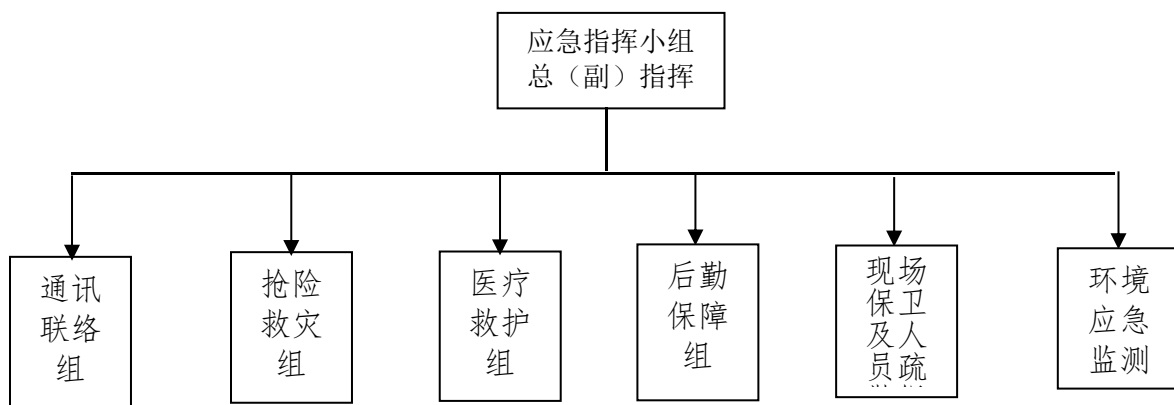 应急指挥小组
总（副）指挥
通讯
联络
组
抢险
救灾
组
医疗
救护
组
后勤
保障
组
现场
保卫
及人
员疏
环境
应急
监测